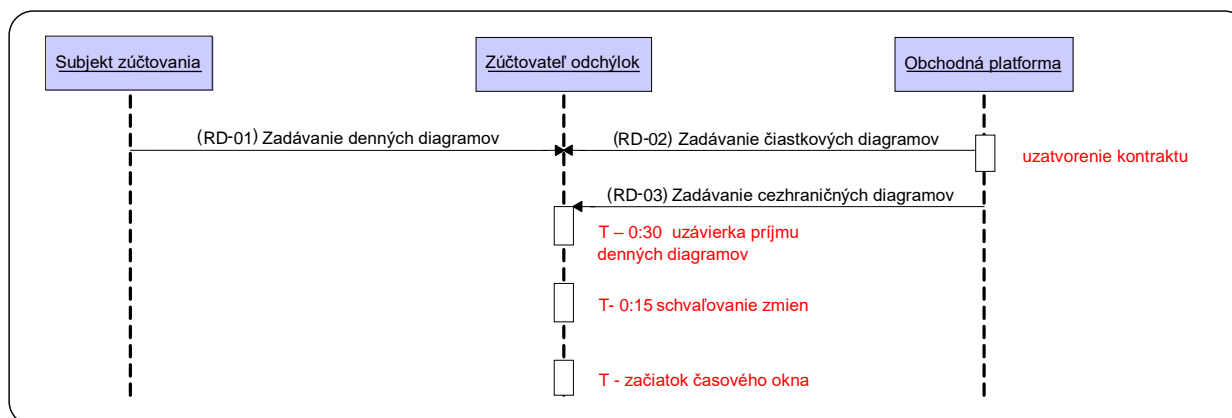 Subjekt zúčtovania
Zúčtovateľ odchýlok
Obchodná platforma
(RD-01) Zadávanie denných diagramov
(RD-02) Zadávanie čiastkových diagramov
uzatvorenie kontraktu
(RD-03) Zadávanie cezhraničných diagramov
T – 0:30 uzávierka príjmu
denných diagramov
T- 0:15 schvaľovanie zmien
T - začiatok časového okna